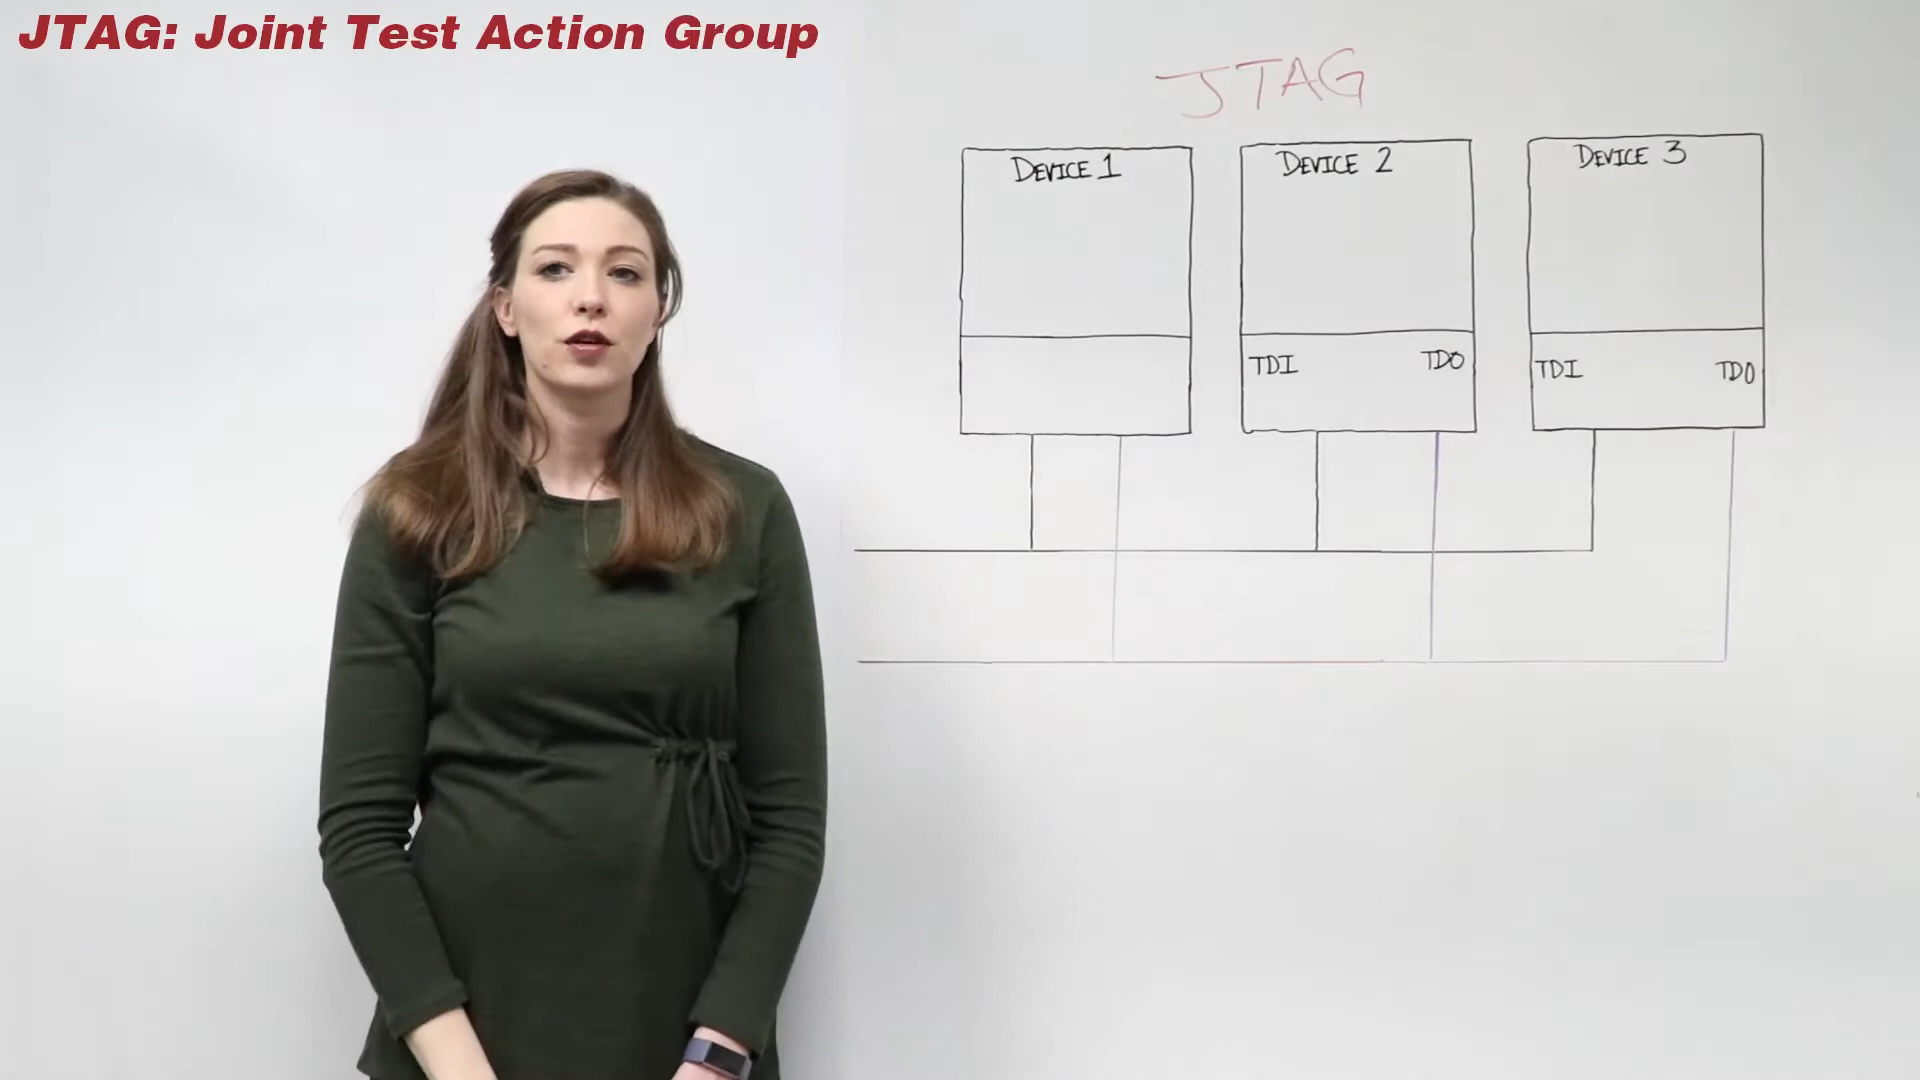 JTAG: Joint Test Action Group
JTAG
DEVICE 1
DEVICE 2
DEVICE 3
TDI
TDO
TDI
TDO